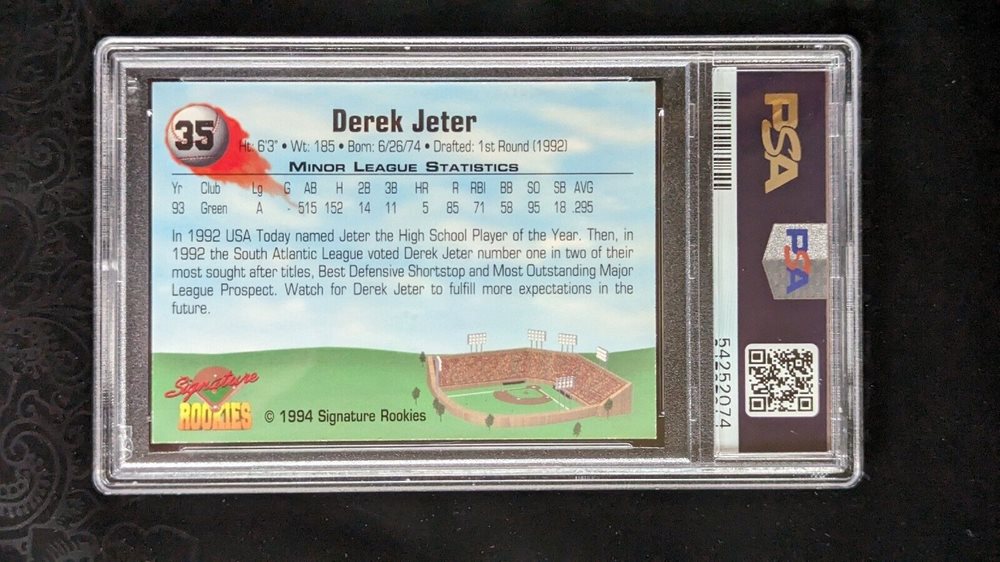 35
Derek Jeter
Ht: 6'3" • Wt: 185 • Born: 6/26/74 • Drafted: 1st Round (1992)
Minor League Statistics
Yr Club Lg G AB H 2B 3B HR R RBI BB SO SB AVG
93 Green A - 515 152 14 11 5 85 71 58 95 18 .295
In 1992 USA Today named Jeter the High School Player of the Year. Then, in
1992 the South Atlantic League voted Derek Jeter number one in two of their
most sought after titles, Best Defensive Shortstop and Most Outstanding Major
League Prospect. Watch for Derek Jeter to fulfill more expectations in the
future.
Signature
ROOKIES
© 1994 Signature Rookies
PSA
PSA
54252074